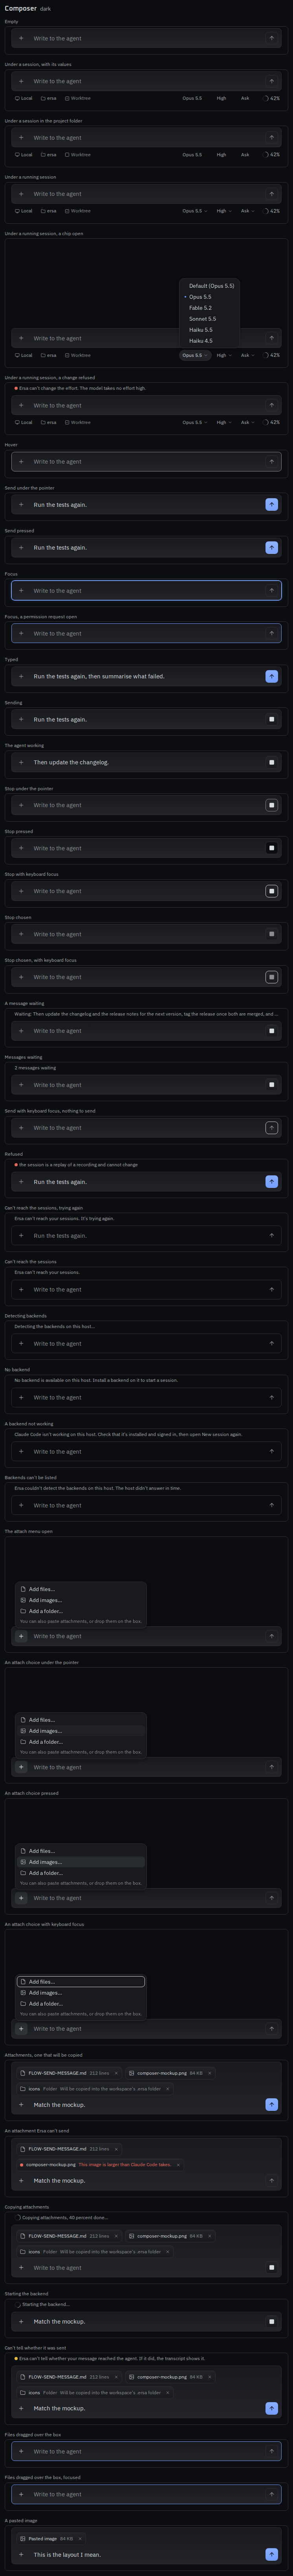 Composer dark
Empty
Write to the agent
Under a session, with its values
Write to the agent
Local ersa Worktree Opus 5.5 High Ask 42%
Under a session in the project folder
Write to the agent
Local ersa Worktree Opus 5.5 High Ask 42%
Under a running session
Write to the agent
Local ersa Worktree Opus 5.5 High Ask 42%
Under a running session, a chip open
Default (Opus 5.5)
Opus 5.5
Fable 5.2
Sonnet 5.5
Haiku 5.5
Haiku 4.5
Write to the agent
Local ersa Worktree Opus 5.5 High Ask 42%
Under a running session, a change refused
Ersa can't change the effort. The model takes no effort high.
Write to the agent
Local ersa Worktree Opus 5.5 High Ask 42%
Hover
Write to the agent
Send under the pointer
Run the tests again.
Send pressed
Run the tests again.
Focus
Write to the agent
Focus, a permission request open
Write to the agent
Typed
Run the tests again, then summarise what failed.
Sending
Run the tests again.
The agent working
Then update the changelog.
Stop under the pointer
Write to the agent
Stop pressed
Write to the agent
Stop with keyboard focus
Write to the agent
Stop chosen
Write to the agent
Stop chosen, with keyboard focus
Write to the agent
A message waiting
Waiting: Then update the changelog and the release notes for the next version, tag the release once both are merged, and ...
Write to the agent
Messages waiting
2 messages waiting
Write to the agent
Send with keyboard focus, nothing to send
Write to the agent
Refused
the session is a replay of a recording and cannot change
Run the tests again.
Can't reach the sessions, trying again
Ersa can't reach your sessions. It's trying again.
Run the tests again.
Can't reach the sessions
Ersa can't reach your sessions.
Write to the agent
Detecting backends
Detecting the backends on this host...
Write to the agent
No backend
No backend is available on this host. Install a backend on it to start a session.
Write to the agent
A backend not working
Claude Code isn't working on this host. Check that it's installed and signed in, then open New session again.
Write to the agent
Backends can't be listed
Ersa couldn't detect the backends on this host. The host didn't answer in time.
Write to the agent
The attach menu open
Add files...
Add images...
Add a folder...
You can also paste attachments, or drop them on the box.
Write to the agent
An attach choice under the pointer
Add files...
Add images...
Add a folder...
You can also paste attachments, or drop them on the box.
Write to the agent
An attach choice pressed
Add files...
Add images...
Add a folder...
You can also paste attachments, or drop them on the box.
Write to the agent
An attach choice with keyboard focus
Add files...
Add images...
Add a folder...
You can also paste attachments, or drop them on the box.
Write to the agent
Attachments, one that will be copied
FLOW-SEND-MESSAGE.md 212 lines × composer-mockup.png 84 KB ×
icons Folder Will be copied into the workspace's .ersa folder ×
Match the mockup.
An attachment Ersa can't send
FLOW-SEND-MESSAGE.md 212 lines ×
composer-mockup.png This image is larger than Claude Code takes. ×
Match the mockup.
Copying attachments
Copying attachments, 40 percent done...
FLOW-SEND-MESSAGE.md 212 lines × composer-mockup.png 84 KB ×
icons Folder Will be copied into the workspace's .ersa folder ×
Write to the agent
Starting the backend
Starting the backend...
Match the mockup.
Can't tell whether it was sent
Ersa can't tell whether your message reached the agent. If it did, the transcript shows it.
FLOW-SEND-MESSAGE.md 212 lines × composer-mockup.png 84 KB ×
icons Folder Will be copied into the workspace's .ersa folder ×
Match the mockup.
Files dragged over the box
Write to the agent
Files dragged over the box, focused
Write to the agent
A pasted image
Pasted image 84 KB ×
This is the layout I mean.